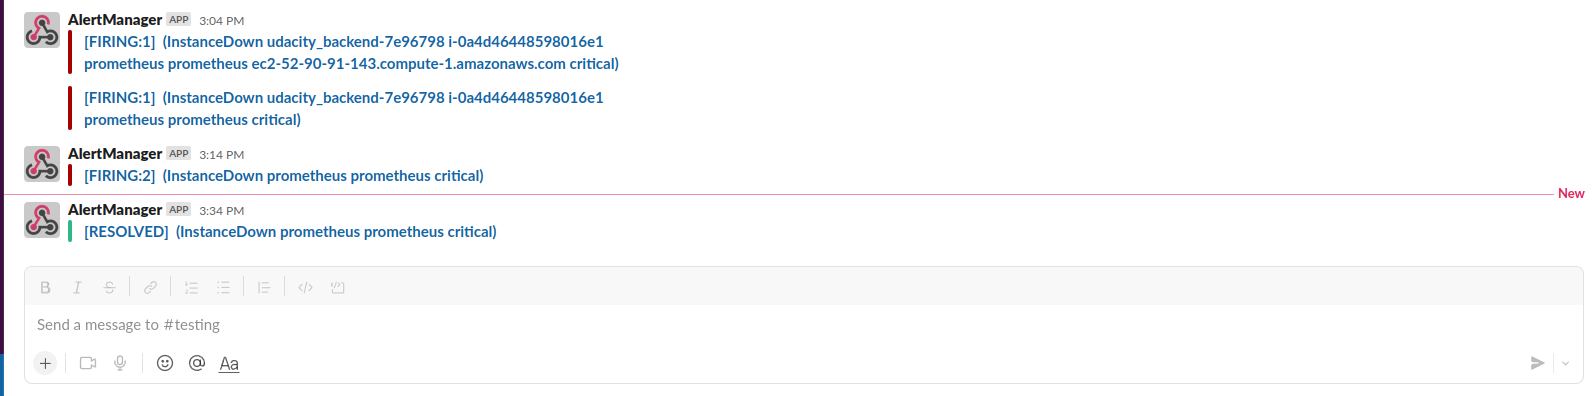 AlertManager APP 3:04 PM
[FIRING:1] (InstanceDown udacity_backend-7e96798 i-0a4d46448598016e1
prometheus prometheus ec2-52-90-91-143.compute-1.amazonaws.com critical)
[FIRING:1] (InstanceDown udacity_backend-7e96798 i-0a4d46448598016e1
prometheus prometheus critical)
AlertManager APP 3:14 PM
[FIRING:2] (InstanceDown prometheus prometheus critical)
New
AlertManager APP 3:34 PM
[RESOLVED] (InstanceDown prometheus prometheus critical)
B I S
Send a message to #testing
Aa